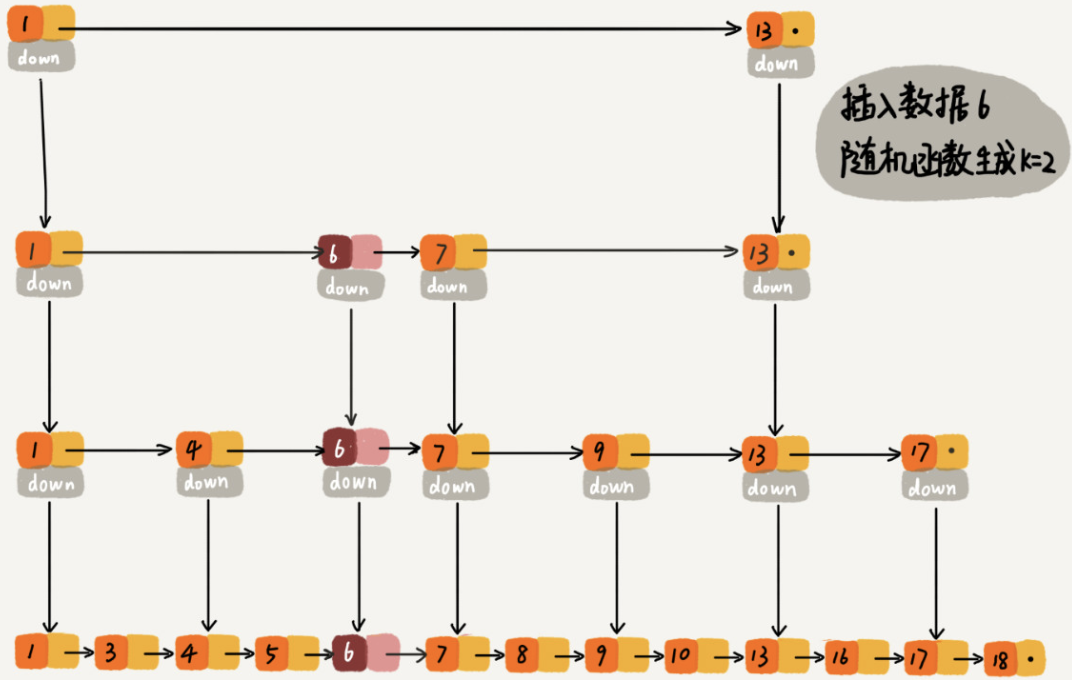 1 13
down down
插入数据6
随机函数生成K=2
1 6 7 13
down down down down
1 4 6 7 9 13 17
down down down down down down down
1 3 4 5 6 7 8 9 10 13 16 17 18